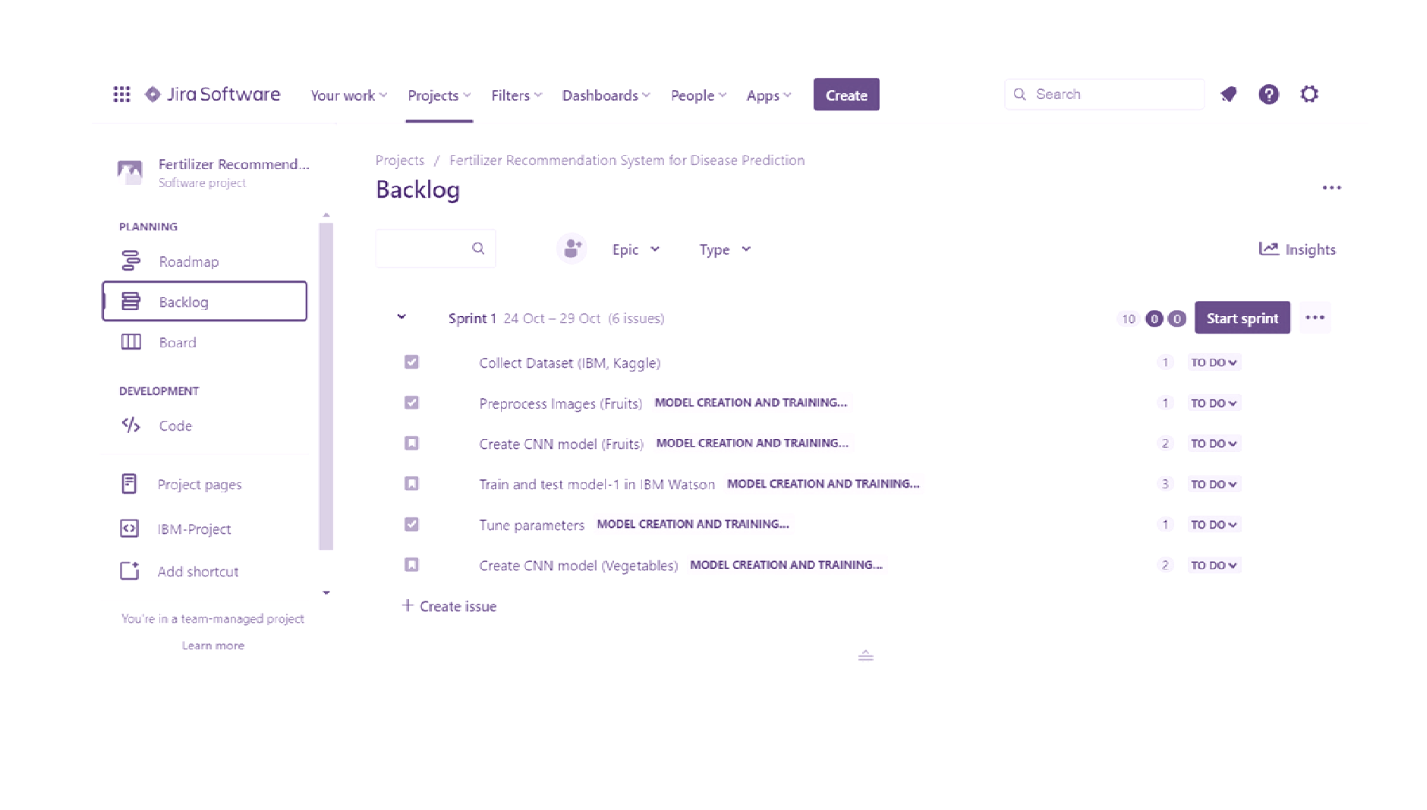 Jira Software Your work Projects Filters Dashboards People Apps Create Search
Fertilizer Recommend...
Software project
PLANNING
Roadmap
Backlog
Board
DEVELOPMENT
Code
Project pages
IBM-Project
Add shortcut
You're in a team-managed project
Learn more
Projects / Fertilizer Recommendation System for Disease Prediction
Backlog
Epic Type Insights
Sprint 1 24 Oct – 29 Oct (6 issues) 10 0 0 Start sprint
Collect Dataset (IBM, Kaggle) 1 TO DO
Preprocess Images (Fruits) MODEL CREATION AND TRAINING... 1 TO DO
Create CNN model (Fruits) MODEL CREATION AND TRAINING... 2 TO DO
Train and test model-1 in IBM Watson MODEL CREATION AND TRAINING... 3 TO DO
Tune parameters MODEL CREATION AND TRAINING... 1 TO DO
Create CNN model (Vegetables) MODEL CREATION AND TRAINING... 2 TO DO
+ Create issue